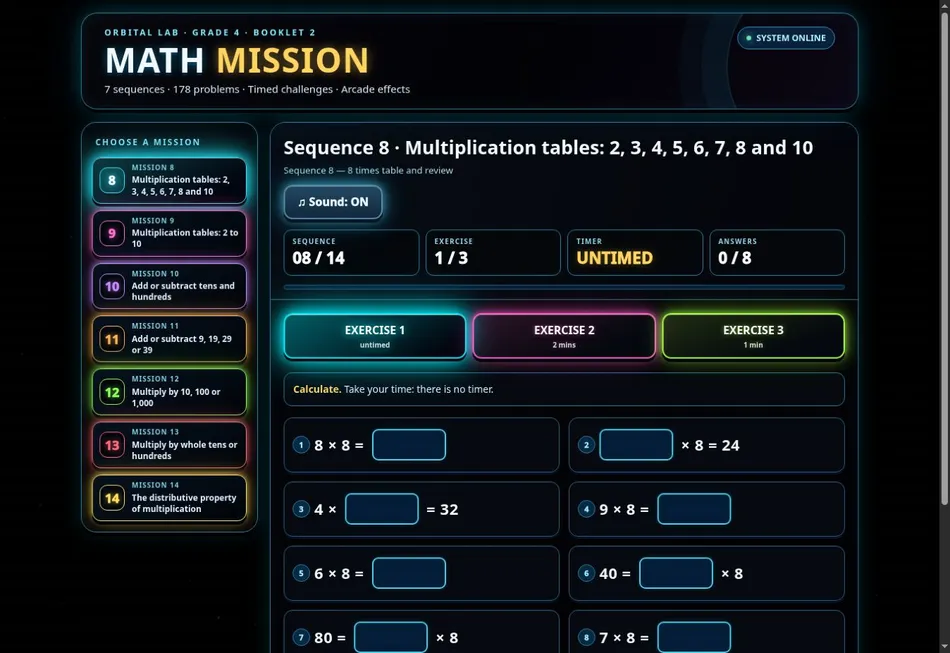 ORBITAL LAB · GRADE 4 · BOOKLET 2
MATH MISSION
7 sequences · 178 problems · Timed challenges · Arcade effects
SYSTEM ONLINE
CHOOSE A MISSION
8
MISSION 8
Multiplication tables: 2,
3, 4, 5, 6, 7, 8 and 10
9
MISSION 9
Multiplication tables: 2 to
10
10
MISSION 10
Add or subtract tens and
hundreds
11
MISSION 11
Add or subtract 9, 19, 29
or 39
12
MISSION 12
Multiply by 10, 100 or
1,000
13
MISSION 13
Multiply by whole tens or
hundreds
14
MISSION 14
The distributive property
of multiplication
Sequence 8 · Multiplication tables: 2, 3, 4, 5, 6, 7, 8 and 10
Sequence 8 — 8 times table and review
♫ Sound: ON
SEQUENCE
08 / 14
EXERCISE
1 / 3
TIMER
UNTIMED
ANSWERS
0 / 8
EXERCISE 1
untimed
EXERCISE 2
2 mins
EXERCISE 3
1 min
Calculate. Take your time: there is no timer.
1 8 × 8 =
2 × 8 = 24
3 4 × = 32
4 9 × 8 =
5 6 × 8 =
6 40 = × 8
7 80 = × 8
8 7 × 8 =